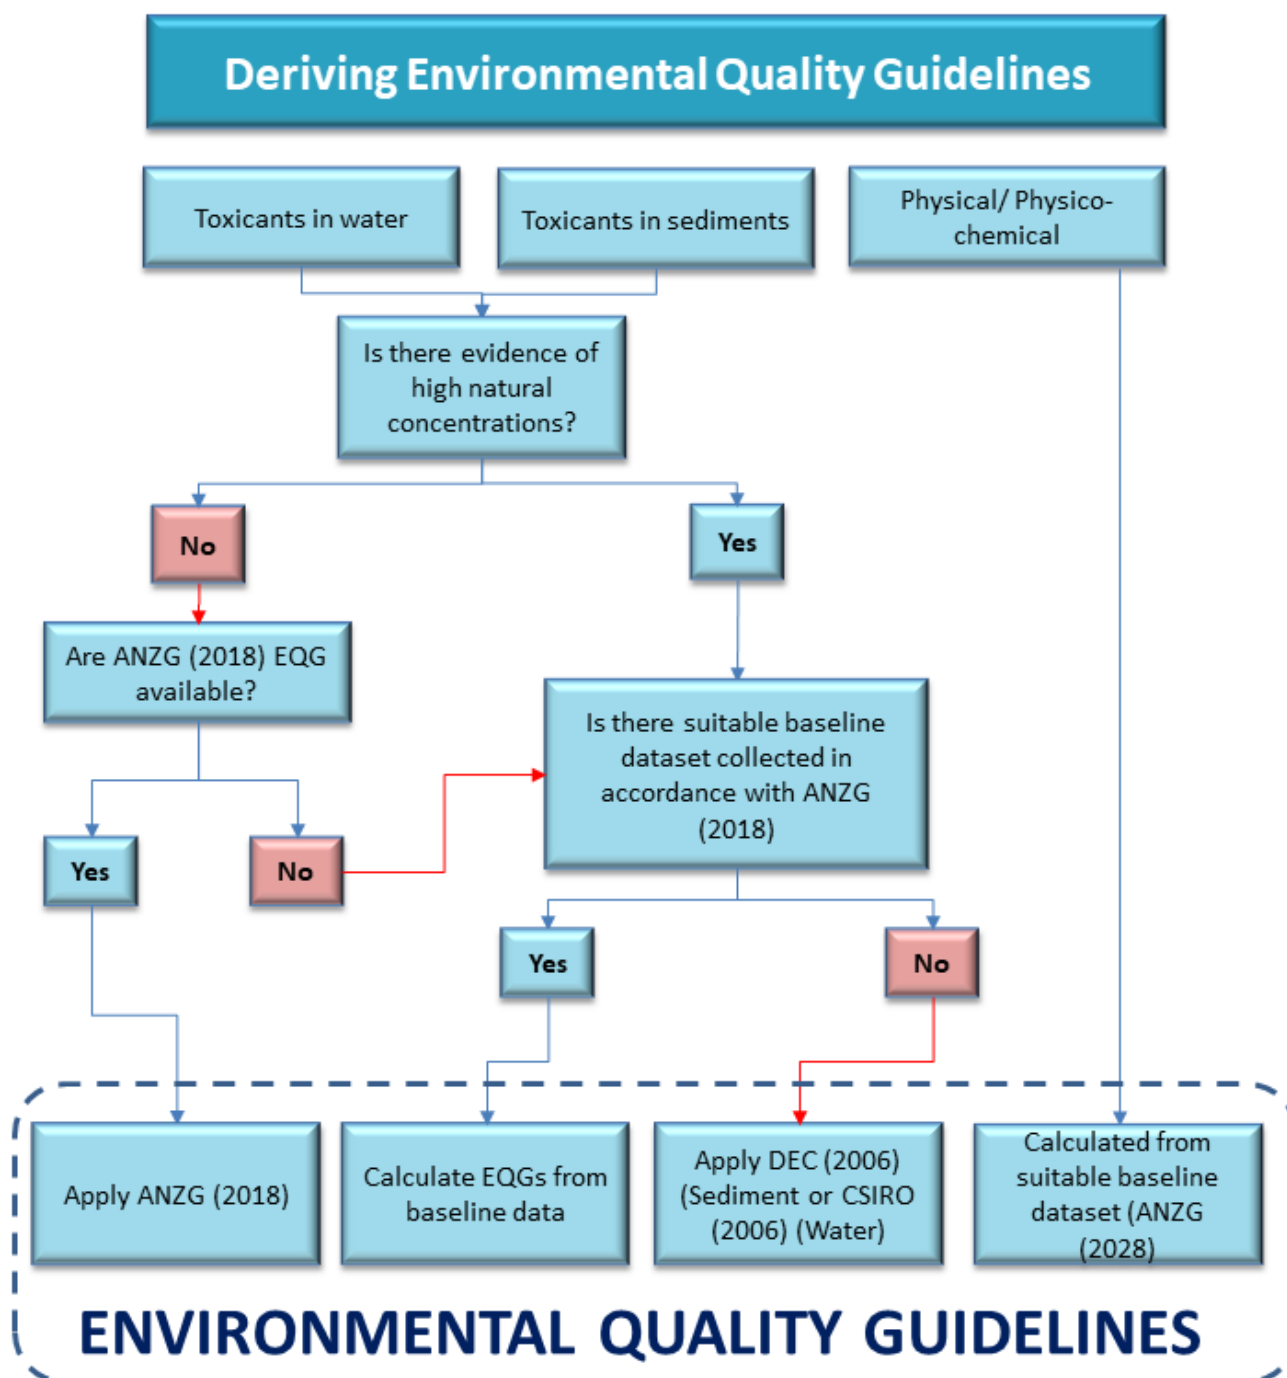 Deriving Environmental Quality Guidelines
Toxicants in water
Toxicants in sediments
Physical/ Physico-
chemical
Is there evidence of
high natural
concentrations?
No
Yes
Are ANZG (2018) EQG
available?
Is there suitable baseline
dataset collected in
accordance with ANZG
(2018)
Yes
No
Yes
No
Apply ANZG (2018)
Calculate EQGs from
baseline data
Apply DEC (2006)
(Sediment or CSIRO
(2006) (Water)
Calculated from
suitable baseline
dataset (ANZG
(2028)
ENVIRONMENTAL QUALITY GUIDELINES